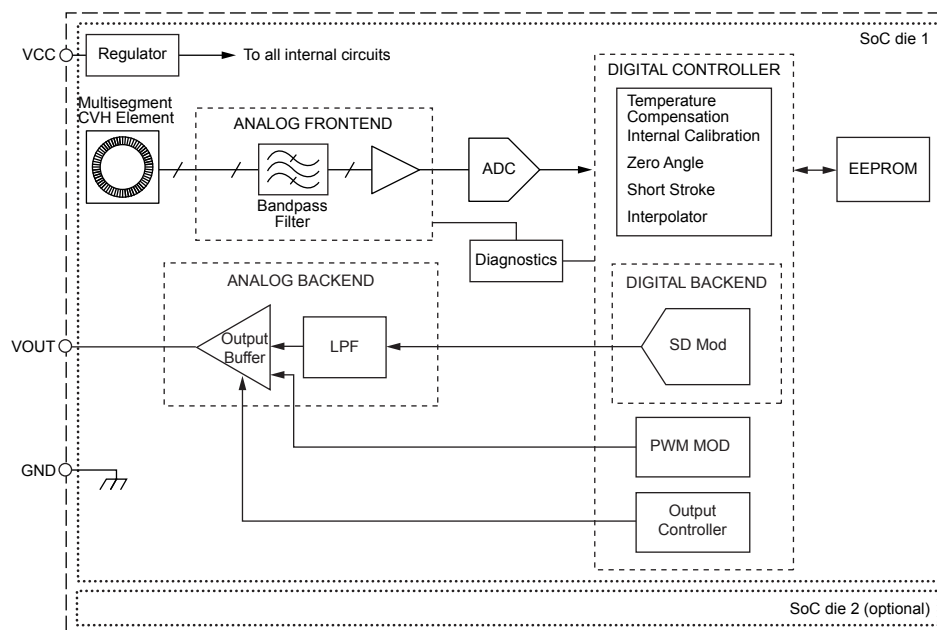 SoC die 1
VCC
Regulator
To all internal circuits
DIGITAL CONTROLLER
Multisegment
CVH Element
ANALOG FRONTEND
Temperature
Compensation
Internal Calibration
Zero Angle
Short Stroke
Interpolator
ADC
EEPROM
Bandpass
Filter
Diagnostics
ANALOG BACKEND
DIGITAL BACKEND
VOUT
Output
Buffer
LPF
SD Mod
PWM MOD
GND
Output
Controller
SoC die 2 (optional)